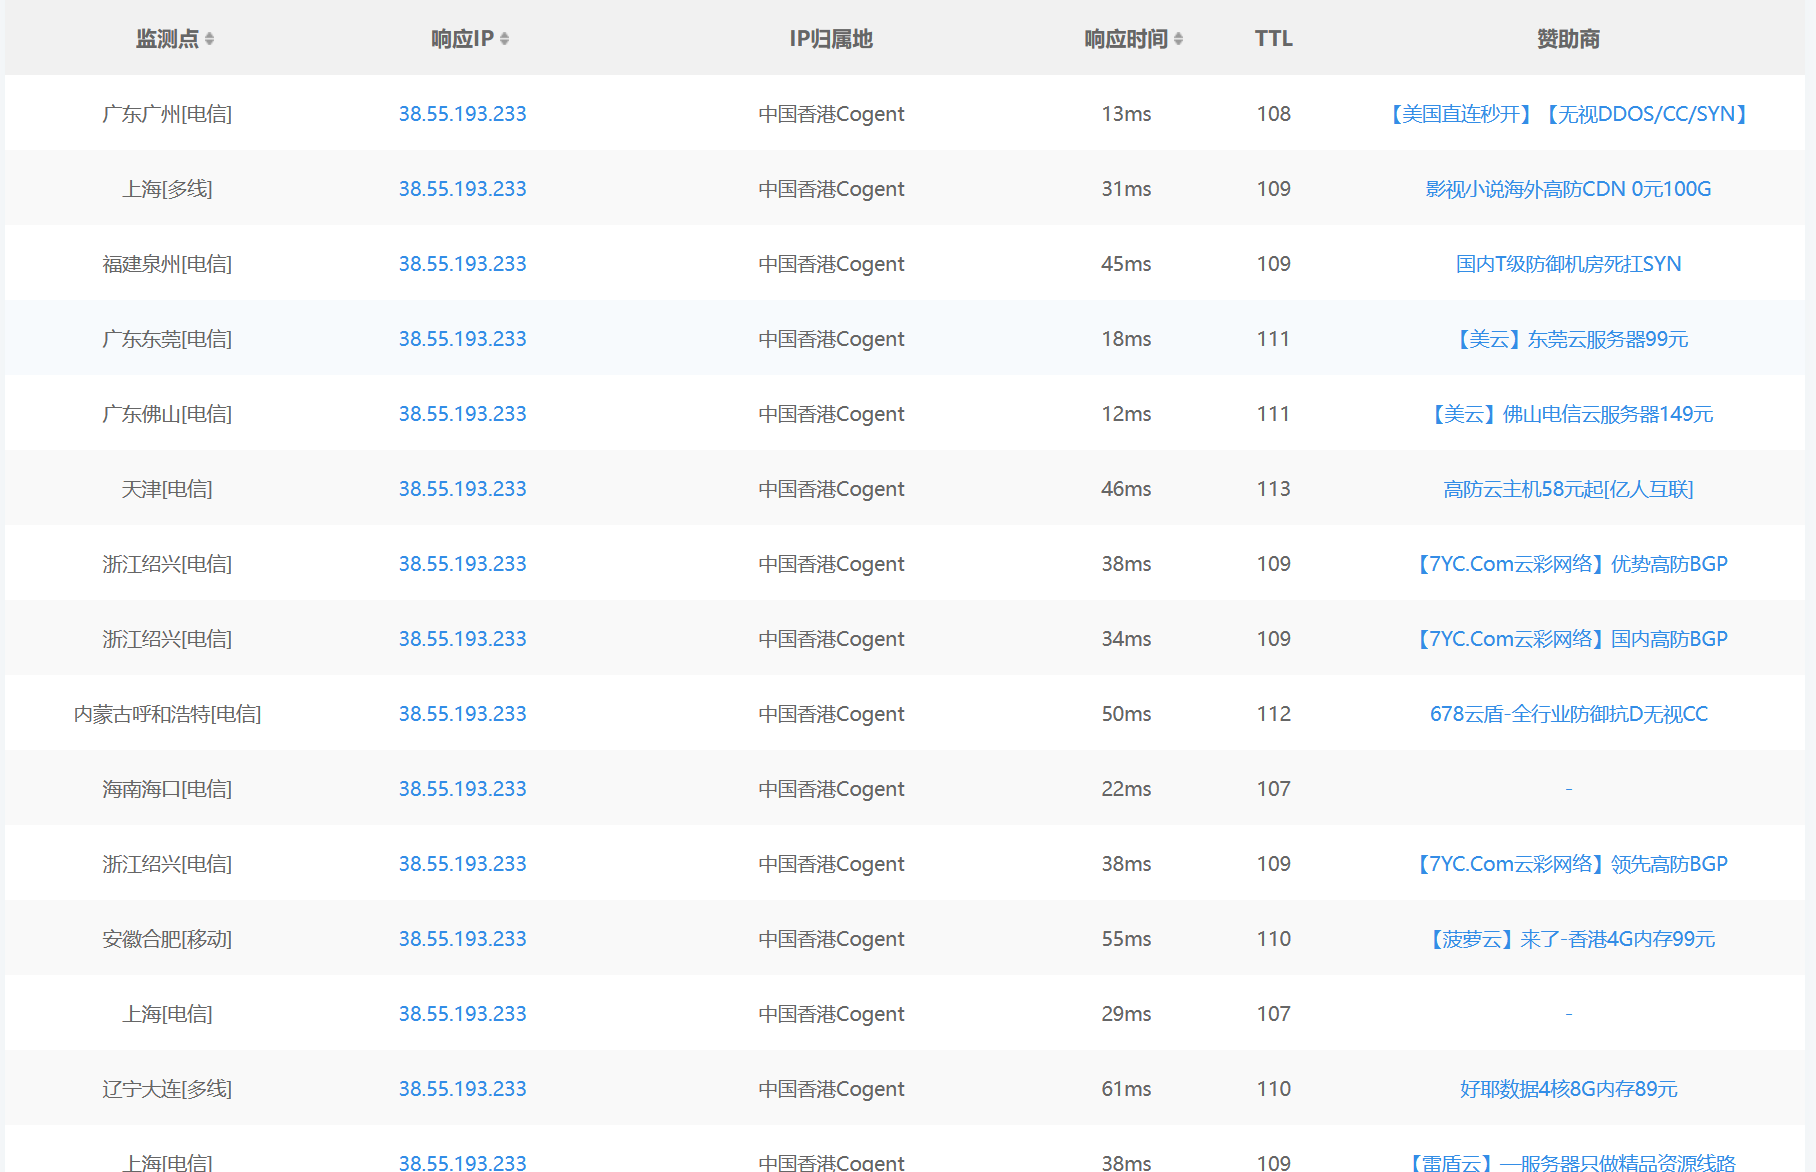 监测点 响应IP IP归属地 响应时间 TTL 赞助商
广东广州[电信] 38.55.193.233 中国香港Cogent 13ms 108 【美国直连秒开】【无视DDOS/CC/SYN】
上海[多线] 38.55.193.233 中国香港Cogent 31ms 109 影视小说海外高防CDN 0元100G
福建泉州[电信] 38.55.193.233 中国香港Cogent 45ms 109 国内T级防御机房死扛SYN
广东东莞[电信] 38.55.193.233 中国香港Cogent 18ms 111 【美云】东莞云服务器99元
广东佛山[电信] 38.55.193.233 中国香港Cogent 12ms 111 【美云】佛山电信云服务器149元
天津[电信] 38.55.193.233 中国香港Cogent 46ms 113 高防云主机58元起[亿人互联]
浙江绍兴[电信] 38.55.193.233 中国香港Cogent 38ms 109 【7YC.Com云彩网络】优势高防BGP
浙江绍兴[电信] 38.55.193.233 中国香港Cogent 34ms 109 【7YC.Com云彩网络】国内高防BGP
内蒙古呼和浩特[电信] 38.55.193.233 中国香港Cogent 50ms 112 678云盾-全行业防御抗D无视CC
海南海口[电信] 38.55.193.233 中国香港Cogent 22ms 107 -
浙江绍兴[电信] 38.55.193.233 中国香港Cogent 38ms 109 【7YC.Com云彩网络】领先高防BGP
安徽合肥[移动] 38.55.193.233 中国香港Cogent 55ms 110 【菠萝云】来了-香港4G内存99元
上海[电信] 38.55.193.233 中国香港Cogent 29ms 107 -
辽宁大连[多线] 38.55.193.233 中国香港Cogent 61ms 110 好耶数据4核8G内存89元
上海[电信] 38.55.193.233 中国香港Cogent 38ms 109 【雷盾云】—服务器只做精品资源线路